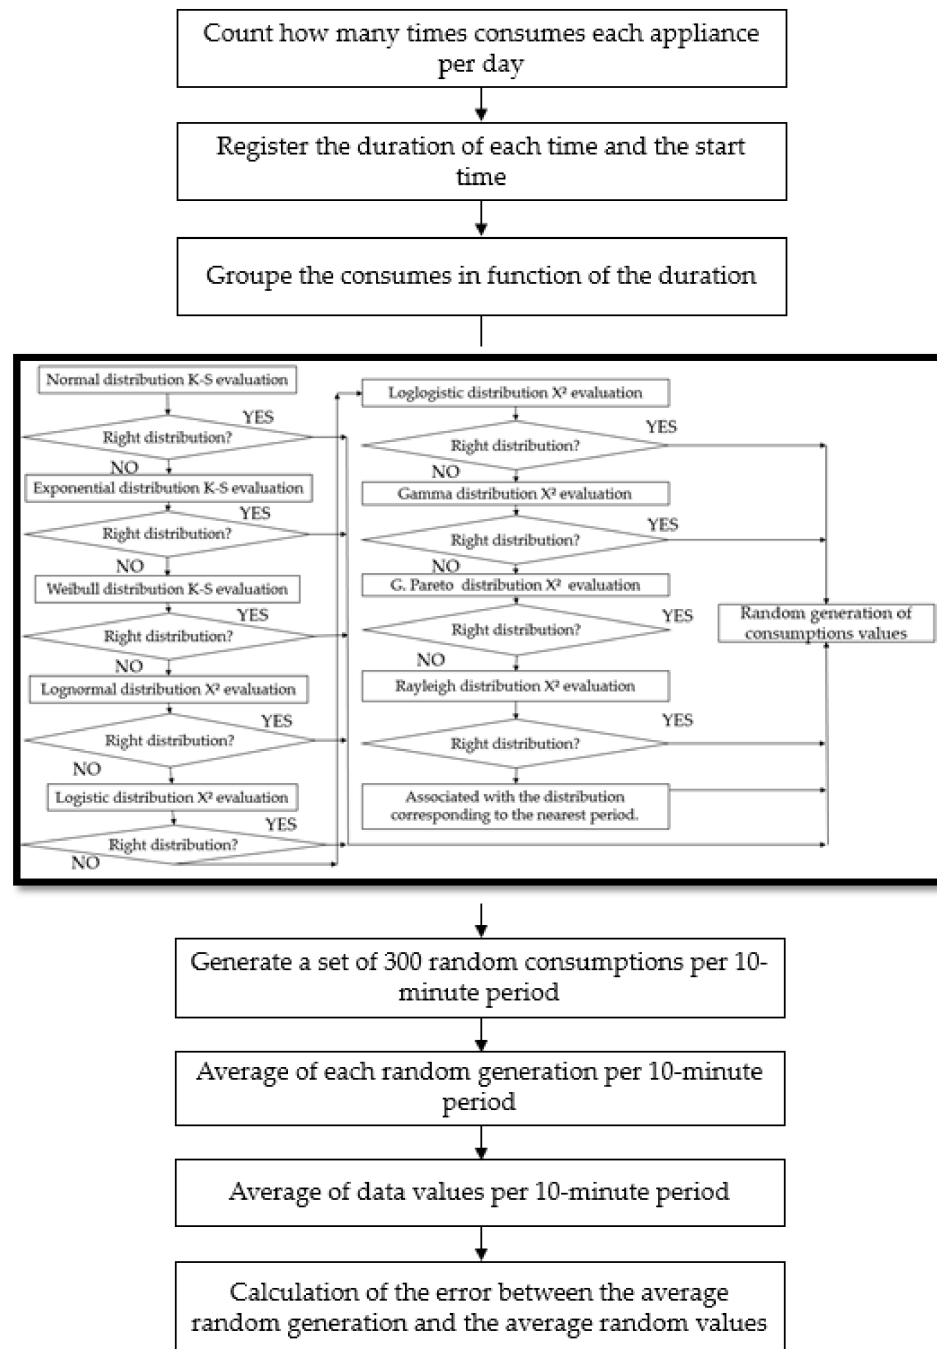 Count how many times consumes each appliance
per day
Register the duration of each time and the start
time
Groupe the consumes in function of the duration
Normal distribution K-S evaluation
YES
Right distribution?
NO
Exponential distribution K-S evaluation
YES
Right distribution?
NO
Weibull distribution K-S evaluation
YES
Right distribution?
NO
Lognormal distribution X² evaluation
YES
Right distribution?
NO
Logistic distribution X² evaluation
YES
Right distribution?
NO
Loglogistic distribution X² evaluation
YES
Right distribution?
NO
Gamma distribution X² evaluation
YES
Right distribution?
NO
G. Pareto distribution X² evaluation
YES
Right distribution?
NO
Rayleigh distribution X² evaluation
YES
Right distribution?
Associated with the distribution
corresponding to the nearest period.
Random generation of
consumptions values
Generate a set of 300 random consumptions per 10-
minute period
Average of each random generation per 10-minute
period
Average of data values per 10-minute period
Calculation of the error between the average
random generation and the average random values